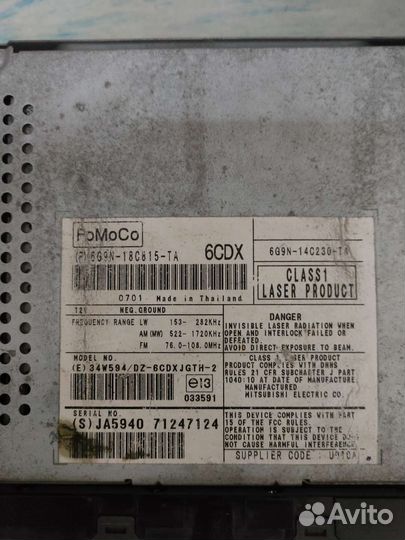 FoMoCo
(P) 6G9N-18C815-TA
6CDX
6G9N-14C230-TA
0701 Made in Thailand
CLASS1
LASER PRODUCT
12V NEG.GROUND
FREQUENCY RANGE LW 153- 282KHz
AM (MW) 522- 1720KHz
FM 76.0-108.0MHz
DANGER
INVISIBLE LASER RADIATION WHEN
OPEN AND INTERLOCK FAILED OR
DEFEATED.
AVOID DIRECT EXPOSURE TO BEAM.
MODEL NO.
(E) 34W594/DZ-6CDXJGTH-2
e13
033591
CLASS 1 LASER PRODUCT
PRODUCT COMPLIES WITH DHHS
RULES 21 CFR SUBCHAPTER J PART
1040:10 AT DATE OF MANUFACTURE.
MANUFACTURED
MITSUBISHI ELECTRIC CO.
SERIAL NO.
(S)JA5940 71247124
THIS DEVICE COMPLIES WITH PART
15 OF THE FCC RULES.
OPERATION IS SUBJECT TO THE
CONDITION THAT THIS DEVICE DOES
NOT CAUSE HARMFUL INTERFERENCE.
SUPPLIER CODE : U01CA
Avito